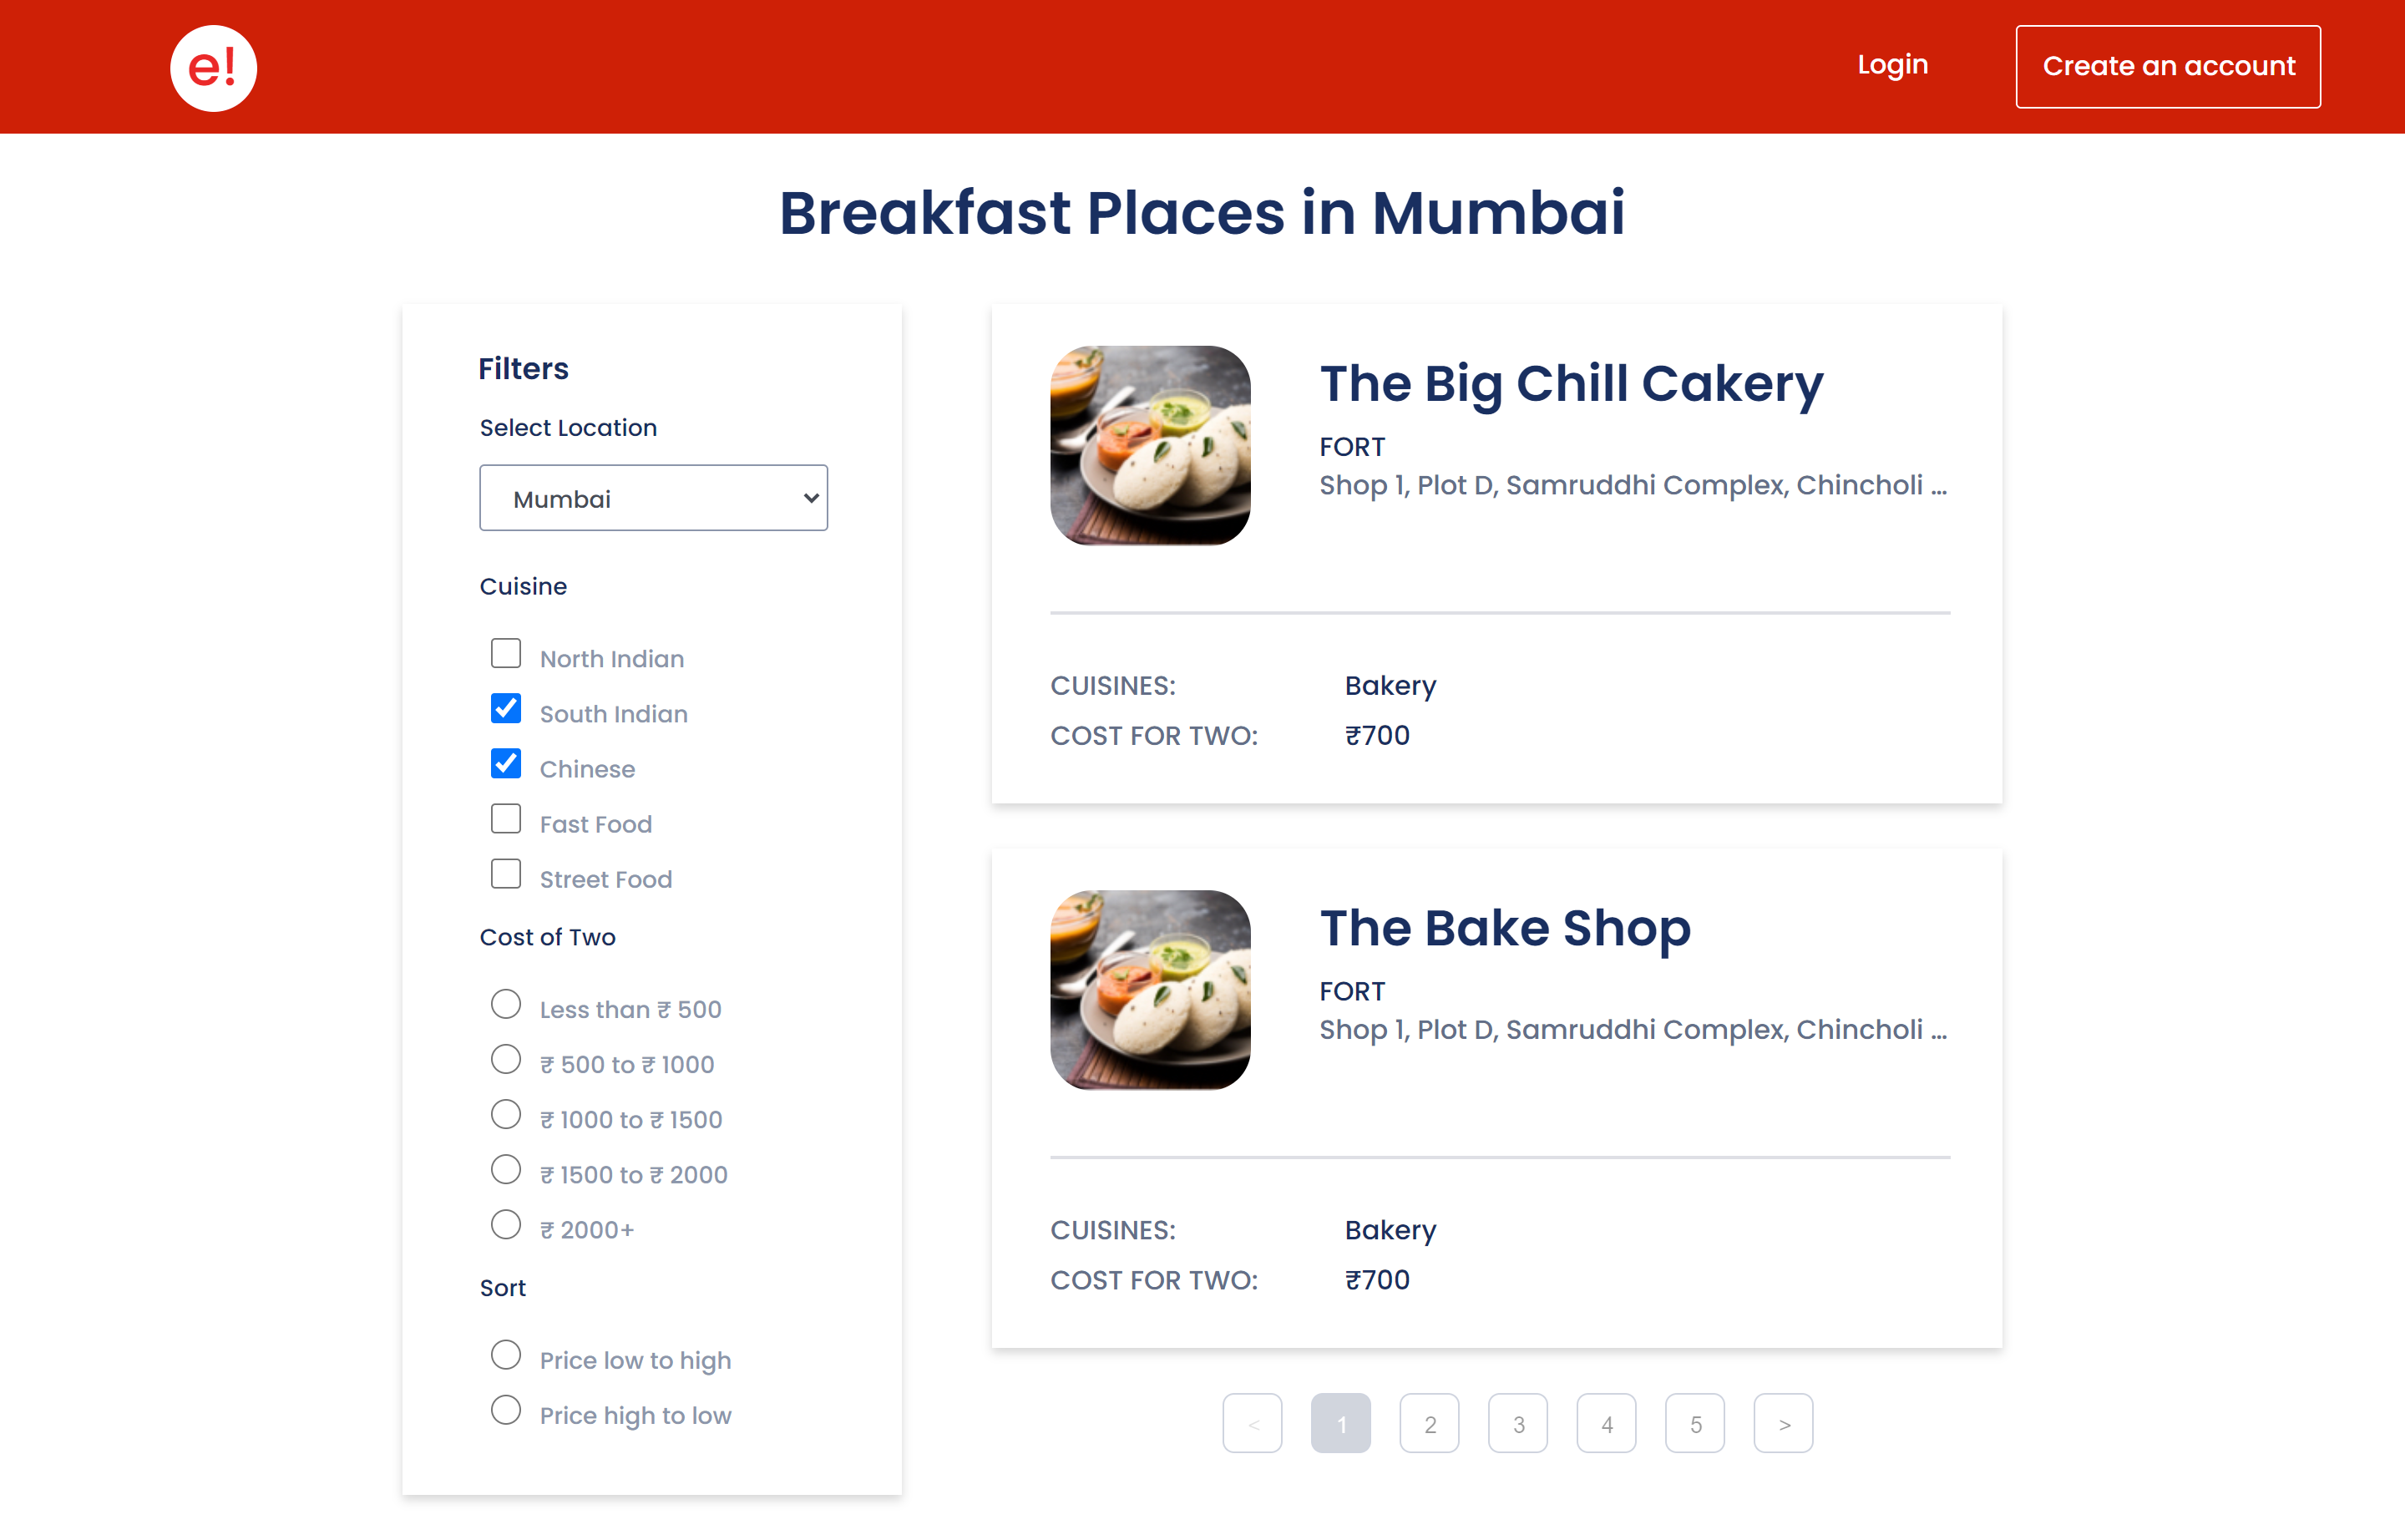 e!
Login
Create an account
Breakfast Places in Mumbai
Filters
Select Location
Mumbai
Cuisine
North Indian
South Indian
Chinese
Fast Food
Street Food
Cost of Two
Less than ₹ 500
₹ 500 to ₹ 1000
₹ 1000 to ₹ 1500
₹ 1500 to ₹ 2000
₹ 2000+
Sort
Price low to high
Price high to low
The Big Chill Cakery
FORT
Shop 1, Plot D, Samruddhi Complex, Chincholi ...
CUISINES: Bakery
COST FOR TWO: ₹700
The Bake Shop
FORT
Shop 1, Plot D, Samruddhi Complex, Chincholi ...
CUISINES: Bakery
COST FOR TWO: ₹700
< 1 2 3 4 5 >